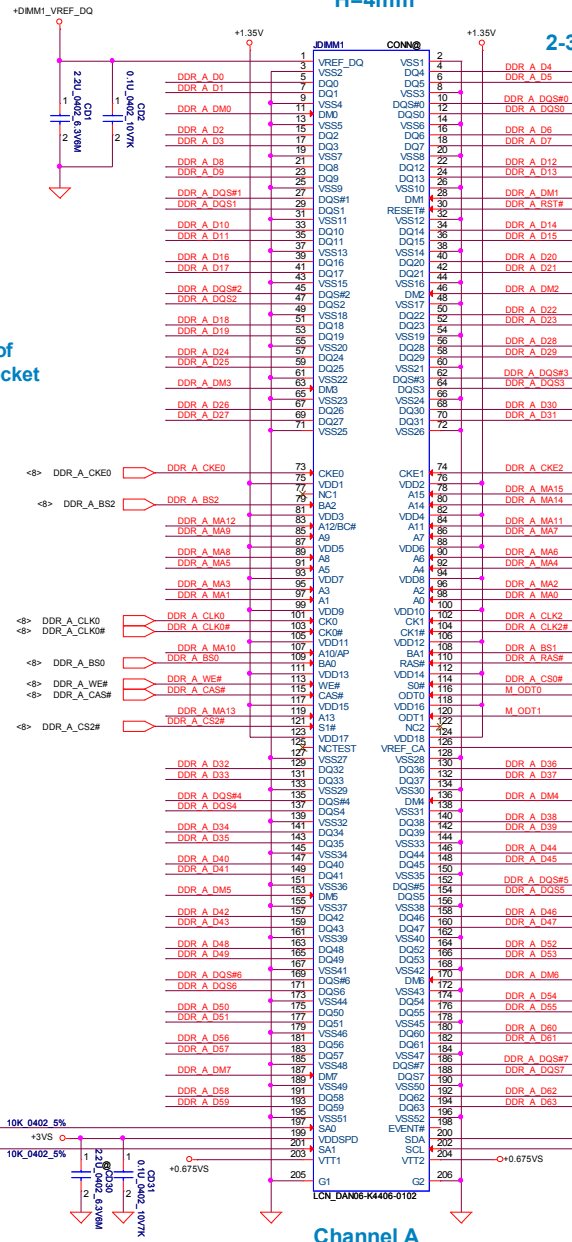 H=4mm
+DIMM1_VREF_DQ
+1.35V
+1.35V
2-3
JDIMM1 CONN@
1 2
CD1
2.2U_0402_6.3V6M
1 2
CD2
0.1U_0402_10V7K
1 VREF_DQ VSS1 2
3 VSS2 DQ4 4 DDR_A_D4
DDR_A_D0 5 DQ0 DQ5 6 DDR_A_D5
DDR_A_D1 7 DQ1 VSS3 8
9 VSS4 DQS#0 10 DDR_A_DQS#0
DDR_A_DM0 11 DM0 DQS0 12 DDR_A_DQS0
13 VSS5 VSS6 14
DDR_A_D2 15 DQ2 DQ6 16 DDR_A_D6
DDR_A_D3 17 DQ3 DQ7 18 DDR_A_D7
19 VSS7 VSS8 20
DDR_A_D8 21 DQ8 DQ12 22 DDR_A_D12
DDR_A_D9 23 DQ9 DQ13 24 DDR_A_D13
25 VSS9 VSS10 26
DDR_A_DQS#1 27 DQS#1 DM1 28 DDR_A_DM1
DDR_A_DQS1 29 DQS1 RESET# 30 DDR_A_RST#
31 VSS11 VSS12 32
DDR_A_D10 33 DQ10 DQ14 34 DDR_A_D14
DDR_A_D11 35 DQ11 DQ15 36 DDR_A_D15
37 VSS13 VSS14 38
DDR_A_D16 39 DQ16 DQ20 40 DDR_A_D20
DDR_A_D17 41 DQ17 DQ21 42 DDR_A_D21
43 VSS15 VSS16 44
DDR_A_DQS#2 45 DQS#2 DM2 46 DDR_A_DM2
DDR_A_DQS2 47 DQS2 VSS17 48
49 VSS18 DQ22 50 DDR_A_D22
DDR_A_D18 51 DQ18 DQ23 52 DDR_A_D23
DDR_A_D19 53 DQ19 VSS19 54
of
55 VSS20 DQ28 56 DDR_A_D28
DDR_A_D24 57 DQ24 DQ29 58 DDR_A_D29
cket
DDR_A_D25 59 DQ25 VSS21 60
61 VSS22 DQS#3 62 DDR_A_DQS#3
DDR_A_DM3 63 DM3 DQS3 64 DDR_A_DQS3
65 VSS23 VSS24 66
DDR_A_D26 67 DQ26 DQ30 68 DDR_A_D30
DDR_A_D27 69 DQ27 DQ31 70 DDR_A_D31
71 VSS25 VSS26 72
<8> DDR_A_CKE0 DDR_A_CKE0 73 CKE0 CKE1 74 DDR_A_CKE2
75 VDD1 VDD2 76
77 NC1 A15 78 DDR_A_MA15
<8> DDR_A_BS2 DDR_A_BS2 79 BA2 A14 80 DDR_A_MA14
81 VDD3 VDD4 82
DDR_A_MA12 83 A12/BC# A11 84 DDR_A_MA11
DDR_A_MA9 85 A9 A7 86 DDR_A_MA7
87 VDD5 VDD6 88
DDR_A_MA8 89 A8 A6 90 DDR_A_MA6
DDR_A_MA5 91 A5 A4 92 DDR_A_MA4
93 VDD7 VDD8 94
DDR_A_MA3 95 A3 A2 96 DDR_A_MA2
DDR_A_MA1 97 A1 A0 98 DDR_A_MA0
99 VDD9 VDD10 100
<8> DDR_A_CLK0 DDR_A_CLK0 101 CK0 CK1 102 DDR_A_CLK2
<8> DDR_A_CLK0# DDR_A_CLK0# 103 CK0# CK1# 104 DDR_A_CLK2#
105 VDD11 VDD12 106
DDR_A_MA10 107 A10/AP BA1 108 DDR_A_BS1
<8> DDR_A_BS0 DDR_A_BS0 109 BA0 RAS# 110 DDR_A_RAS#
111 VDD13 VDD14 112
<8> DDR_A_WE# DDR_A_WE# 113 WE# S0# 114 DDR_A_CS0#
<8> DDR_A_CAS# DDR_A_CAS# 115 CAS# ODT0 116 M_ODT0
117 VDD15 VDD16 118
DDR_A_MA13 119 A13 ODT1 120 M_ODT1
<8> DDR_A_CS2# DDR_A_CS2# 121 S1# NC2 122
123 VDD17 VDD18 124
125 NCTEST VREF_CA 126
127 VSS27 VSS28 128
DDR_A_D32 129 DQ32 DQ36 130 DDR_A_D36
DDR_A_D33 131 DQ33 DQ37 132 DDR_A_D37
133 VSS29 VSS30 134
DDR_A_DQS#4 135 DQS#4 DM4 136 DDR_A_DM4
DDR_A_DQS4 137 DQS4 VSS31 138
139 VSS32 DQ38 140 DDR_A_D38
DDR_A_D34 141 DQ34 DQ39 142 DDR_A_D39
DDR_A_D35 143 DQ35 VSS33 144
145 VSS34 DQ44 146 DDR_A_D44
DDR_A_D40 147 DQ40 DQ45 148 DDR_A_D45
DDR_A_D41 149 DQ41 VSS35 150
151 VSS36 DQS#5 152 DDR_A_DQS#5
DDR_A_DM5 153 DM5 DQS5 154 DDR_A_DQS5
155 VSS37 VSS38 156
DDR_A_D42 157 DQ42 DQ46 158 DDR_A_D46
DDR_A_D43 159 DQ43 DQ47 160 DDR_A_D47
161 VSS39 VSS40 162
DDR_A_D48 163 DQ48 DQ52 164 DDR_A_D52
DDR_A_D49 165 DQ49 DQ53 166 DDR_A_D53
167 VSS41 VSS42 168
DDR_A_DQS#6 169 DQS#6 DM6 170 DDR_A_DM6
DDR_A_DQS6 171 DQS6 VSS43 172
173 VSS44 DQ54 174 DDR_A_D54
DDR_A_D50 175 DQ50 DQ55 176 DDR_A_D55
DDR_A_D51 177 DQ51 VSS45 178
179 VSS46 DQ60 180 DDR_A_D60
DDR_A_D56 181 DQ56 DQ61 182 DDR_A_D61
DDR_A_D57 183 DQ57 VSS47 184
185 VSS48 DQS#7 186 DDR_A_DQS#7
DDR_A_DM7 187 DM7 DQS7 188 DDR_A_DQS7
189 VSS49 VSS50 190
DDR_A_D58 191 DQ58 DQ62 192 DDR_A_D62
DDR_A_D59 193 DQ59 DQ63 194 DDR_A_D63
195 VSS51 VSS52 196
10K_0402_5% 197 SA0 EVENT# 198
+3VS 199 VDDSPD SDA 200
10K_0402_5% 201 SA1 SCL 202
+0.675VS 203 VTT1 VTT2 204 +0.675VS
205 G1 G2 206
1 2
@
CD30
2.2U_0402_6.3V6M
1 2
CD31
0.1U_0402_10V7K
LCN_DAN06-K4406-0102
Channel A